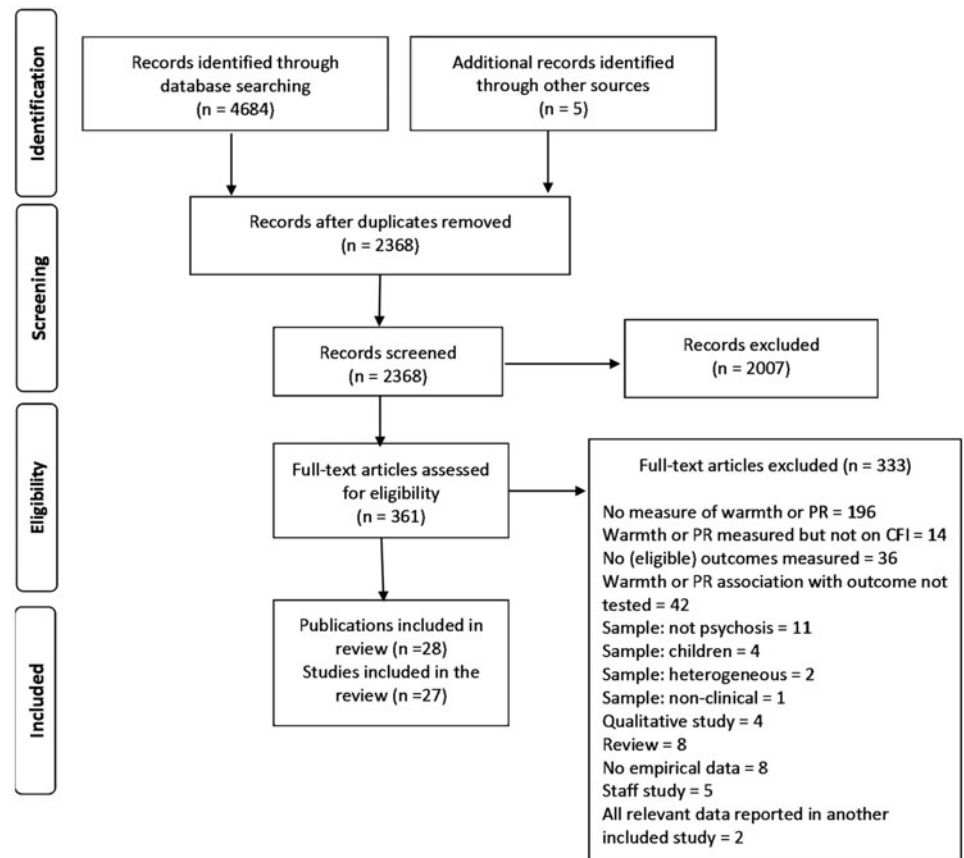 Identification
Records identified through
database searching
(n = 4684)
Additional records identified
through other sources
(n = 5)
Screening
Records after duplicates removed
(n = 2368)
Records screened
(n = 2368)
Records excluded
(n = 2007)
Eligibility
Full-text articles assessed
for eligibility
(n = 361)
Full-text articles excluded (n = 333)
No measure of warmth or PR = 196
Warmth or PR measured but not on CFI = 14
No (eligible) outcomes measured = 36
Warmth or PR association with outcome not
tested = 42
Sample: not psychosis = 11
Sample: children = 4
Sample: heterogeneous = 2
Sample: non-clinical = 1
Qualitative study = 4
Review = 8
No empirical data = 8
Staff study = 5
All relevant data reported in another
included study = 2
Included
Publications included in
review (n =28)
Studies included in the
review (n =27)